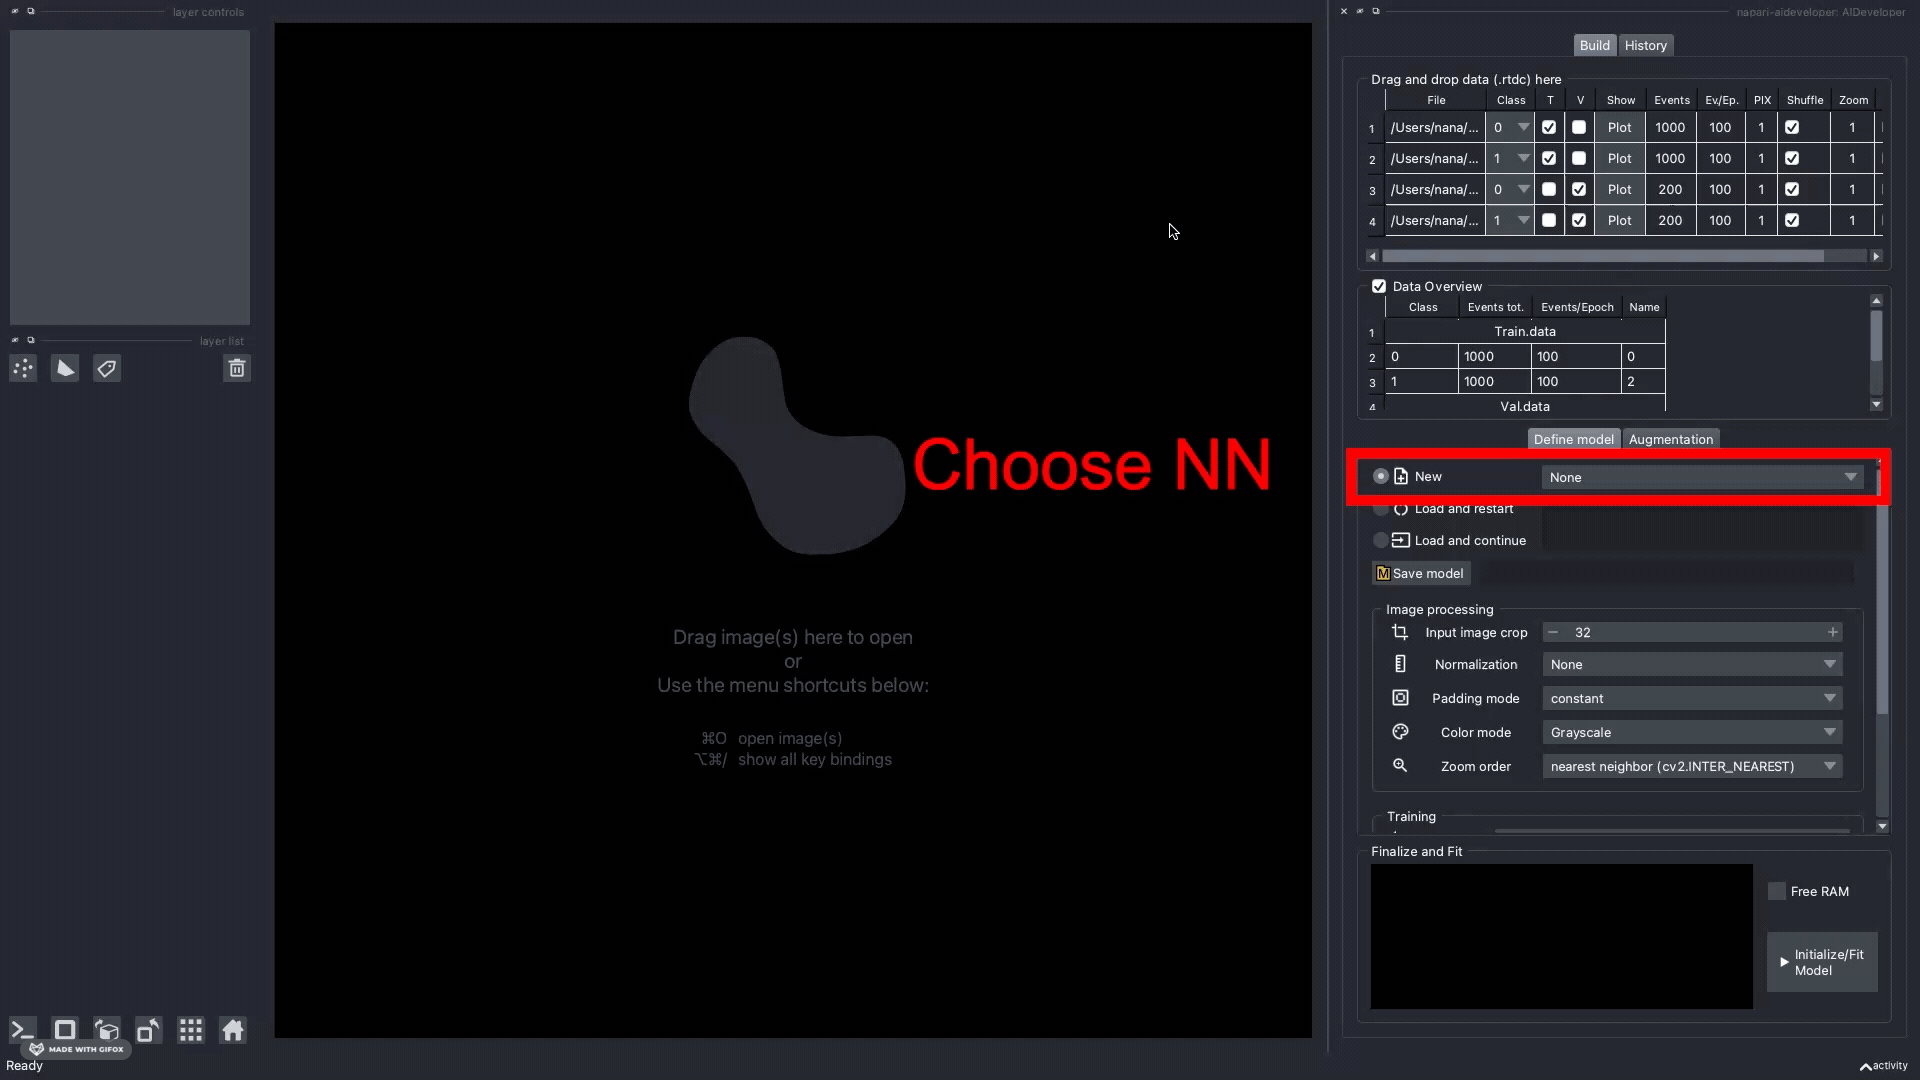 layer controls
napari-aideveloper: AIDeveloper
Build History
Drag and drop data (.rtdc) here
File Class T V Show Events Ev./Ep. PIX Shuffle Zoom
1 /Users/nana/... 0 Plot 1000 100 1 1
2 /Users/nana/... 1 Plot 1000 100 1 1
3 /Users/nana/... 0 Plot 200 100 1 1
4 /Users/nana/... 1 Plot 200 100 1 1
Data Overview
Class Events tot. Events/Epoch Name
1 Train.data
2 0 1000 100 0
3 1 1000 100 2
4 Val.data
layer list
Define model Augmentation
Choose NN
New None
Load and restart
Load and continue
M Save model
Image processing
Input image crop − 32 +
Normalization None
Padding mode constant
Color mode Grayscale
Zoom order nearest neighbor (cv2.INTER_NEAREST)
Training
Drag image(s) here to open
or
Use the menu shortcuts below:
⌘O open image(s)
⌥⌘/ show all key bindings
Finalize and Fit
Free RAM
Initialize/Fit
Model
MADE WITH GIFOX
Ready
activity